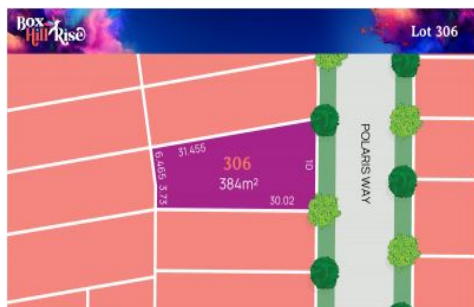 Box
Hill Rise
Lot 306
31.455
306
384m²
6.465
3.73
30.02
10
POLARIS WAY